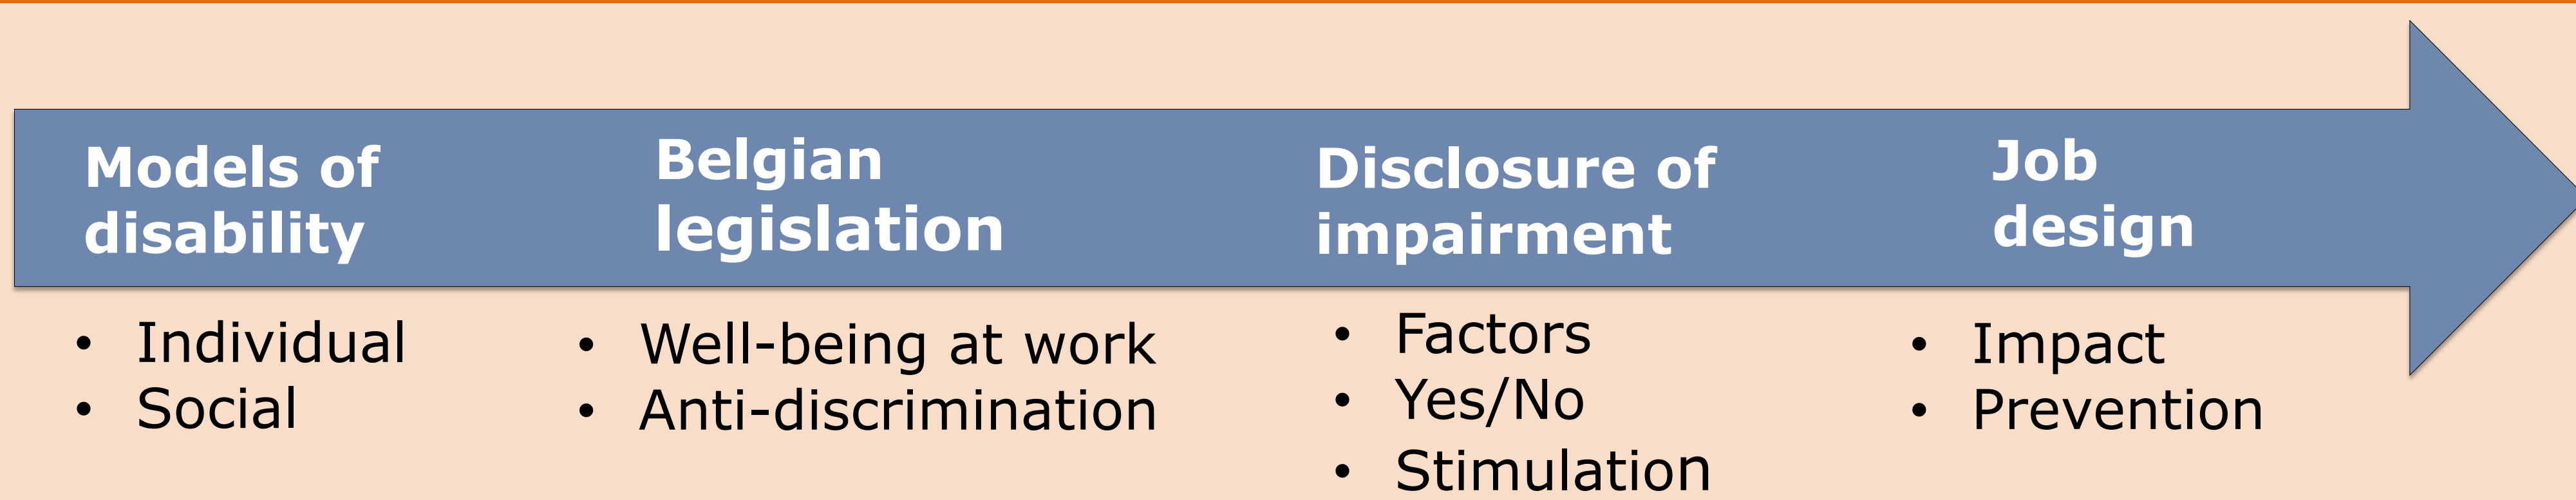 Models of
disability
Belgian
legislation
Disclosure of
impairment
Job
design
• Individual
• Social
• Well-being at work
• Anti-discrimination
• Factors
• Yes/No
• Stimulation
• Impact
• Prevention